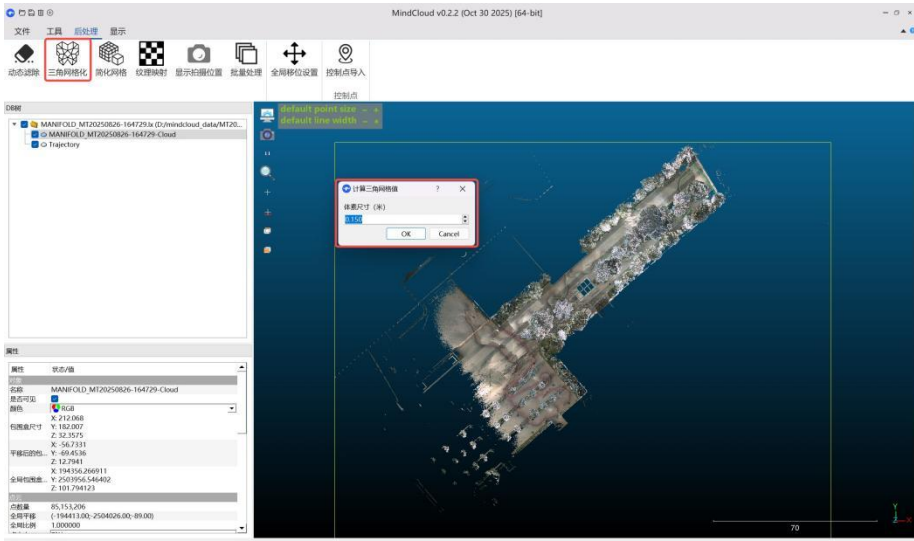 MindCloud v0.2.2 (Oct 30 2025) [64-bit]
文件 工具 后处理 显示
动态滤除 三角网格化 简化网格 纹理映射 显示拍摄位置 批量处理 全局移位设置 控制点导入
控制点
DB树
MANIFOLD_MT20250826-164729.lx (D:/mindcloud_data/MT20...
MANIFOLD_MT20250826-164729-Cloud
Trajectory
default point size - +
default line width - +
1:1
计算三角网格值 ? ×
体素尺寸（米）
0.150
OK Cancel
属性
属性 状态/值
名称 MANIFOLD_MT20250826-164729-Cloud
是否可见
颜色 RGB
包围盒尺寸
X: 212.068
Y: 182.007
Z: 32.3575
平移后的包...
X: -56.7331
Y: -69.4536
Z: 12.7941
全局包围盒...
X: 194356.266911
Y: 2503956.546402
Z: 101.794123
点云
点数量 85,153,206
全局平移 (-194413.00;-2504026.00;-89.00)
全局比例 1.000000
70
Y
X